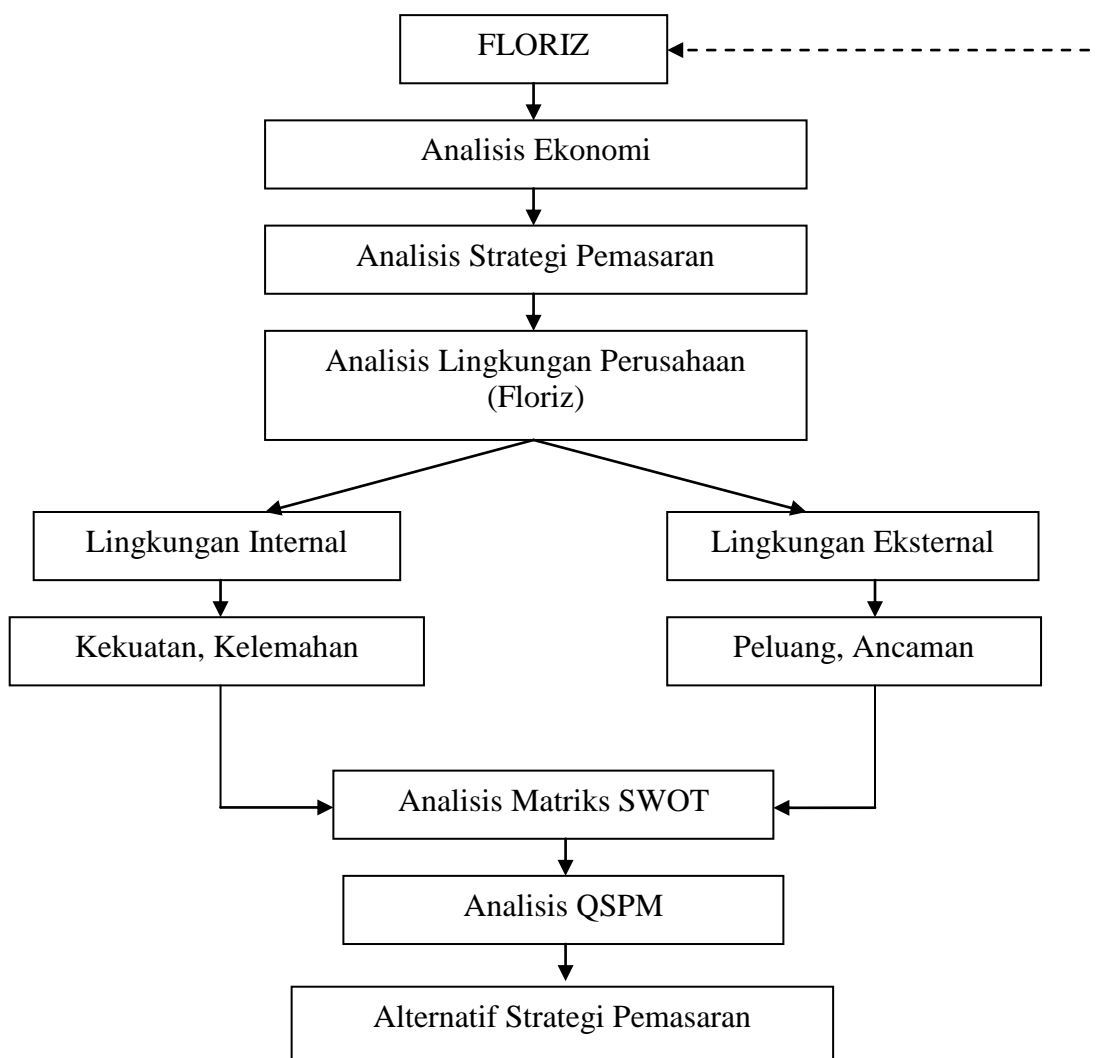 FLORIZ
Analisis Ekonomi
Analisis Strategi Pemasaran
Analisis Lingkungan Perusahaan
(Floriz)
Lingkungan Internal
Lingkungan Eksternal
Kekuatan, Kelemahan
Peluang, Ancaman
Analisis Matriks SWOT
Analisis QSPM
Alternatif Strategi Pemasaran